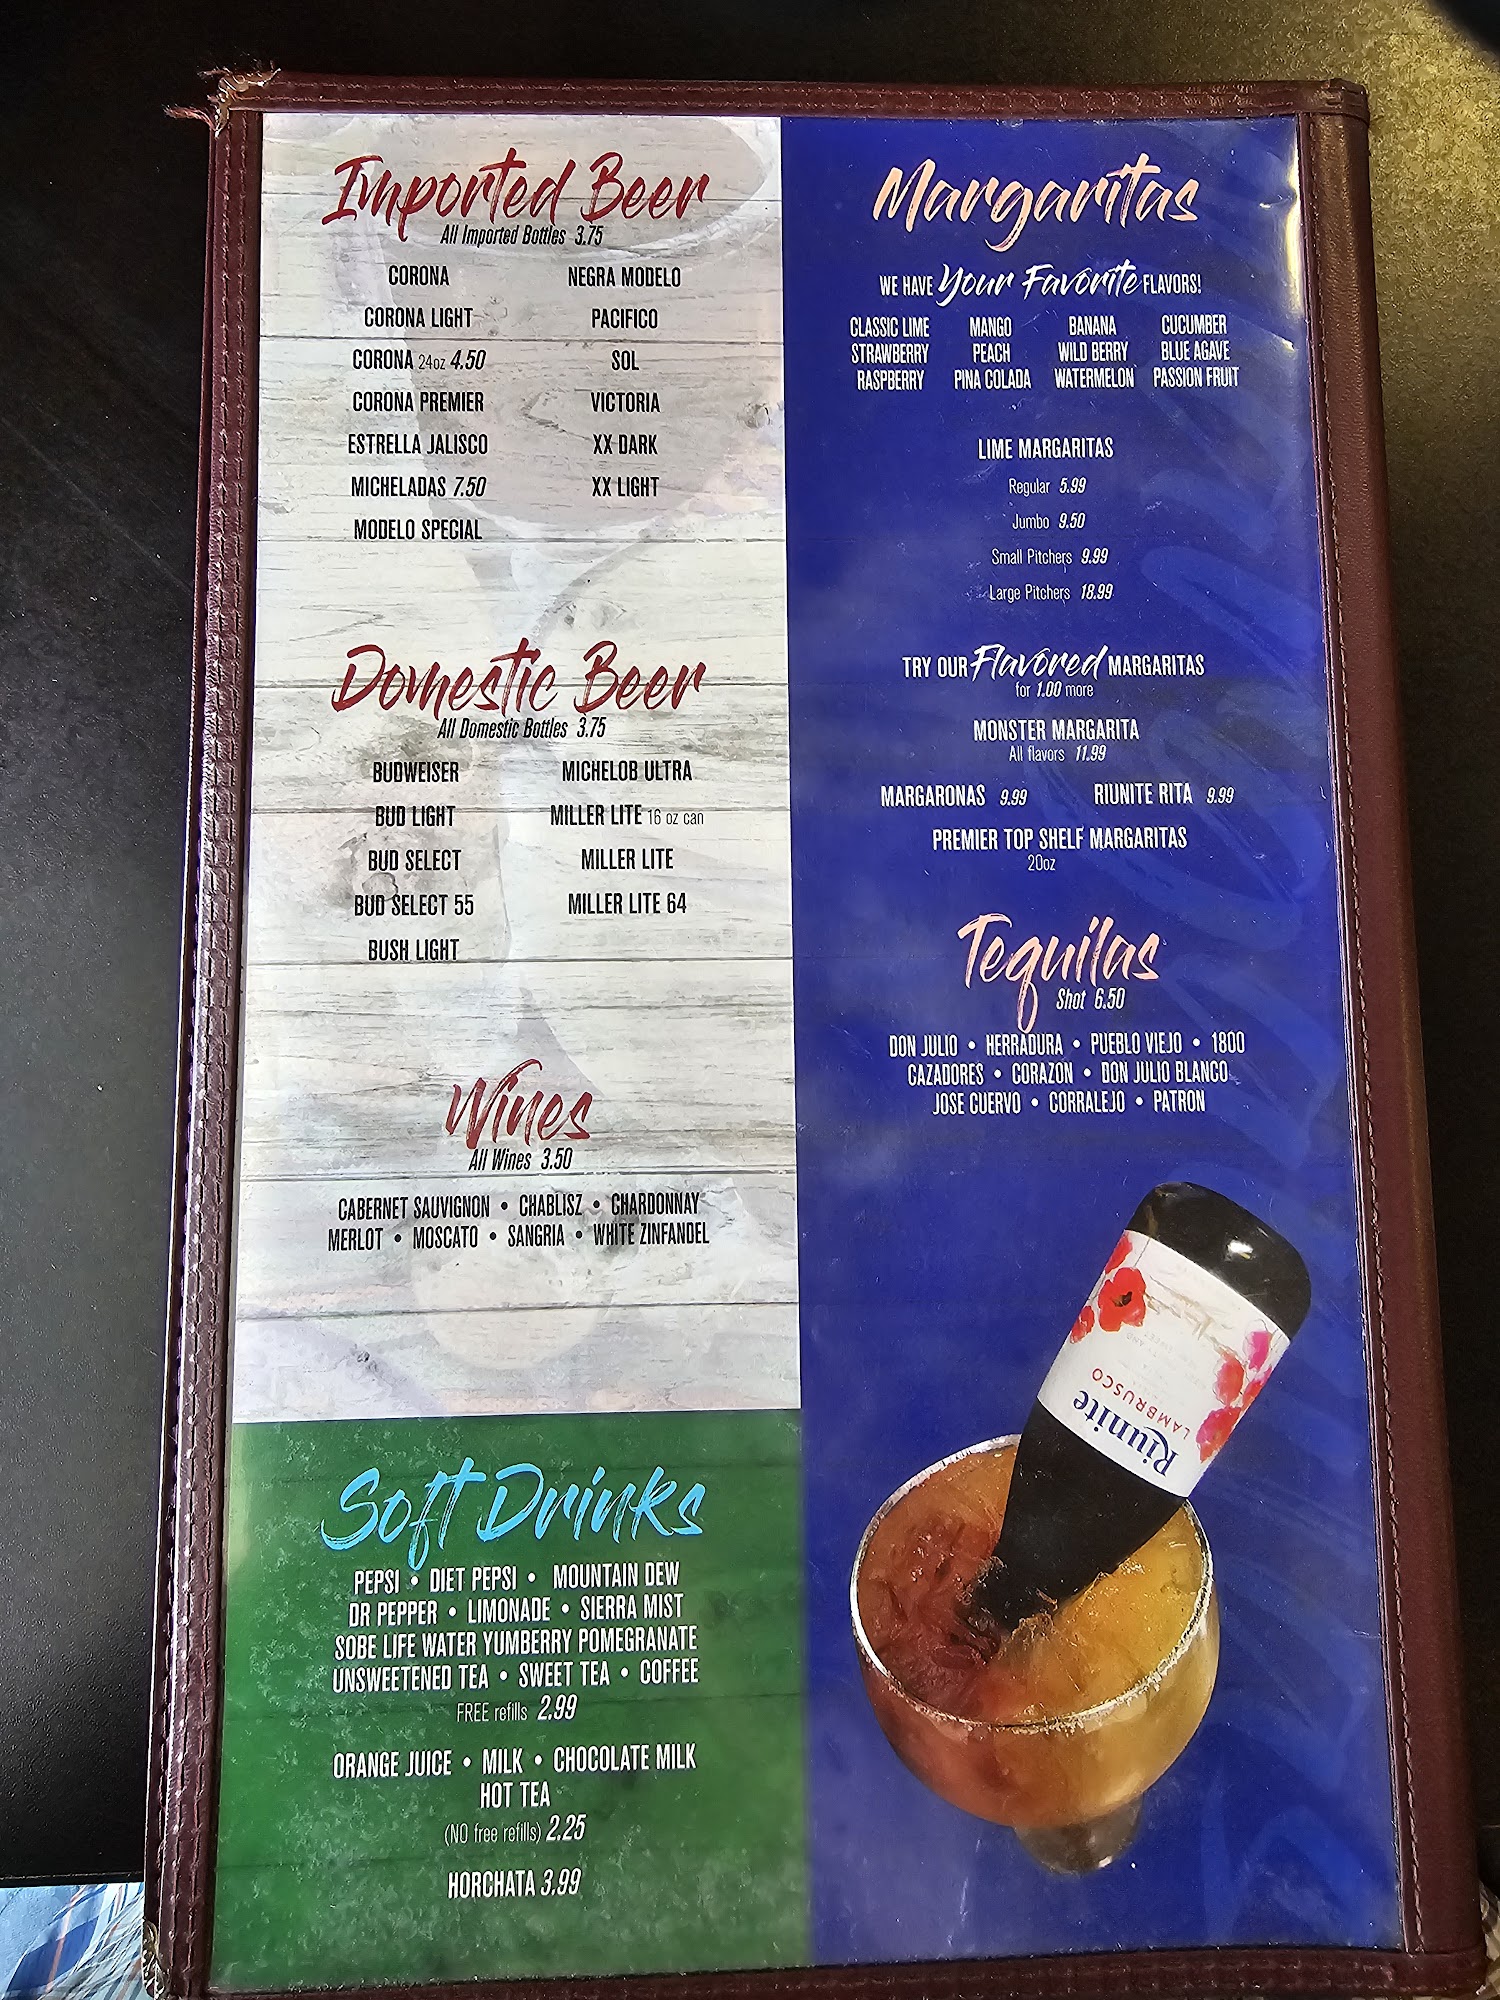 Imported Beer
All Imported Bottles 3.75
CORONA
CORONA LIGHT
CORONA 24oz 4.50
CORONA PREMIER
ESTRELLA JALISCO
MICHELADAS 7.50
MODELO SPECIAL
NEGRA MODELO
PACIFICO
SOL
VICTORIA
XX DARK
XX LIGHT
Domestic Beer
All Domestic Bottles 3.75
BUDWEISER
BUD LIGHT
BUD SELECT
BUD SELECT 55
BUSH LIGHT
MICHELOB ULTRA
MILLER LITE 16 oz can
MILLER LITE
MILLER LITE 64
Wines
All Wines 3.50
CABERNET SAUVIGNON • CHABLISZ • CHARDONNAY
MERLOT • MOSCATO • SANGRIA • WHITE ZINFANDEL
Soft Drinks
PEPSI • DIET PEPSI • MOUNTAIN DEW
DR PEPPER • LIMONADE • SIERRA MIST
SOBE LIFE WATER YUMBERRY POMEGRANATE
UNSWEETENED TEA • SWEET TEA • COFFEE
FREE refills 2.99
ORANGE JUICE • MILK • CHOCOLATE MILK
HOT TEA
(NO free refills) 2.25
HORCHATA 3.99
Margaritas
WE HAVE Your Favorite FLAVORS!
CLASSIC LIME MANGO BANANA CUCUMBER
STRAWBERRY PEACH WILD BERRY BLUE AGAVE
RASPBERRY PINA COLADA WATERMELON PASSION FRUIT
LIME MARGARITAS
Regular 5.99
Jumbo 9.50
Small Pitchers 9.99
Large Pitchers 18.99
TRY OUR Flavored MARGARITAS
for 1.00 more
MONSTER MARGARITA
All flavors 11.99
MARGARONAS 9.99 RIUNITE RITA 9.99
PREMIER TOP SHELF MARGARITAS
20oz
Tequilas
Shot 6.50
DON JULIO • HERRADURA • PUEBLO VIEJO • 1800
CAZADORES • CORAZON • DON JULIO BLANCO
JOSE CUERVO • CORRALEJO • PATRON
Riunite
LAMBRUSCO